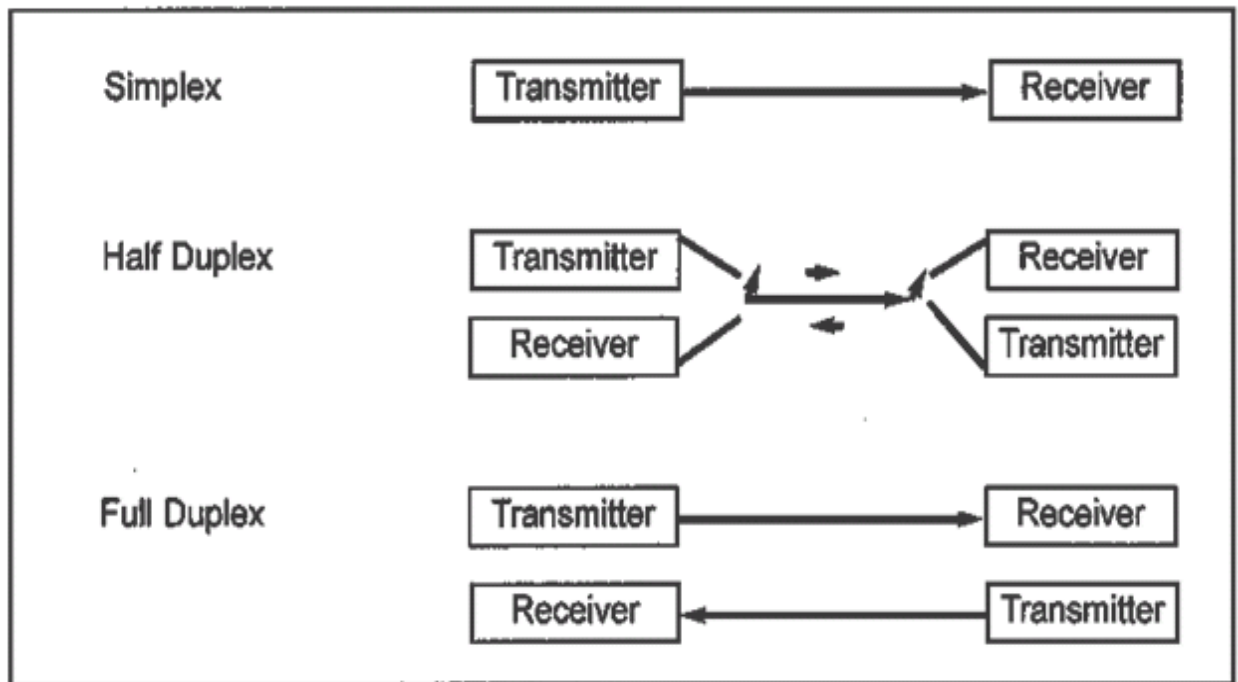 Simplex Transmitter Receiver
Half Duplex Transmitter Receiver
Receiver Transmitter
Full Duplex Transmitter Receiver
Receiver Transmitter